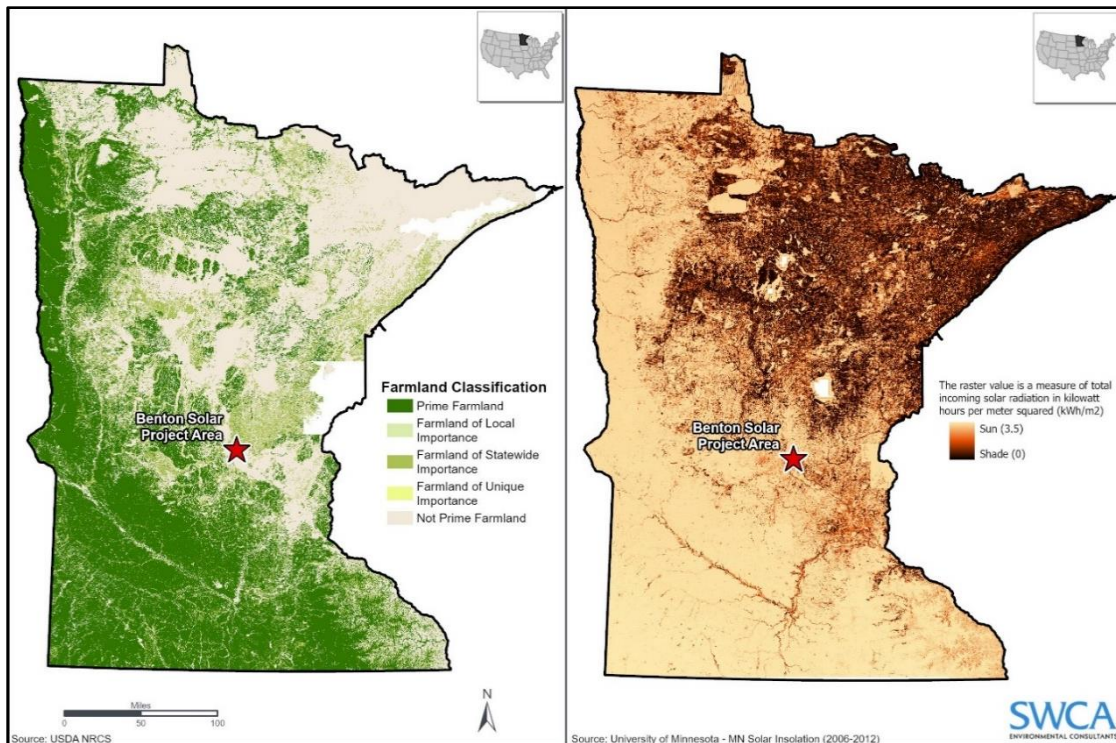 Farmland Classification
Prime Farmland
Farmland of Local
Importance
Farmland of Statewide
Importance
Farmland of Unique
Importance
Not Prime Farmland
Benton Solar
Project Area
Miles
0 50 100
N
Source: USDA NRCS
The raster value is a measure of total
incoming solar radiation in kilowatt
hours per meter squared (kWh/m2)
Sun (3.5)
Shade (0)
Benton Solar
Project Area
Source: University of Minnesota - MN Solar Insolation (2006-2012)
SWCA
ENVIRONMENTAL CONSULTANTS